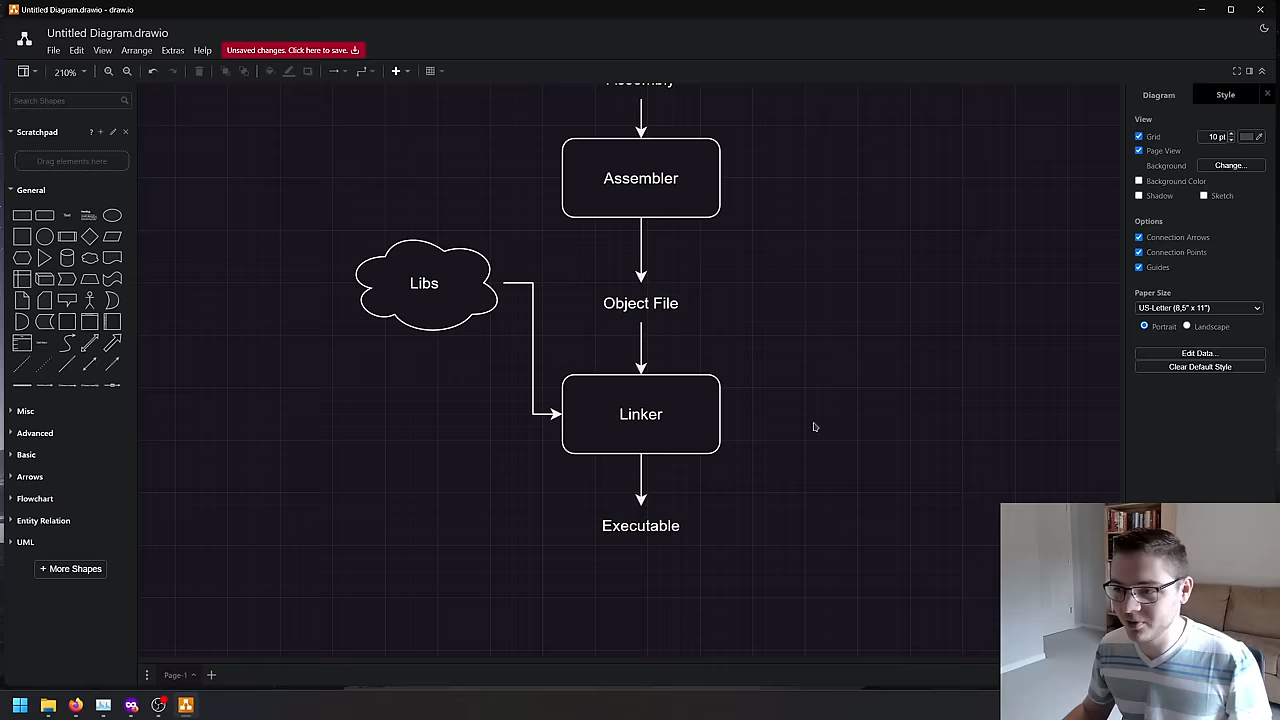 Untitled Diagram.drawio - draw.io
Untitled Diagram.drawio
File Edit View Arrange Extras Help Unsaved changes. Click here to save.
210%
Search Shapes
Scratchpad ? + ×
Drag elements here
General
Text
Misc
Advanced
Basic
Arrows
Flowchart
Entity Relation
UML
+ More Shapes
Assembly
Assembler
Libs
Object File
Linker
Executable
Diagram Style
View
Grid 10 pt
Page View
Background Change...
Background Color
Shadow Sketch
Options
Connection Arrows
Connection Points
Guides
Paper Size
US-Letter (8,5" x 11")
Portrait Landscape
Edit Data...
Clear Default Style
Page-1